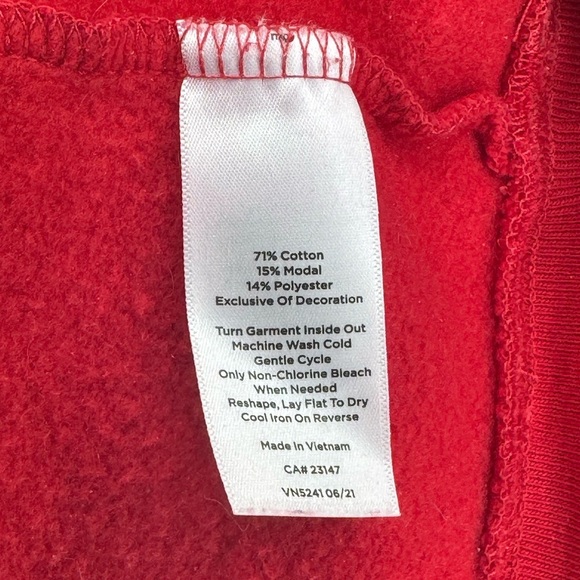 71% Cotton
15% Modal
14% Polyester
Exclusive Of Decoration
Turn Garment Inside Out
Machine Wash Cold
Gentle Cycle
Only Non-Chlorine Bleach
When Needed
Reshape, Lay Flat To Dry
Cool Iron On Reverse
Made In Vietnam
CA# 23147
VN5241 06/21